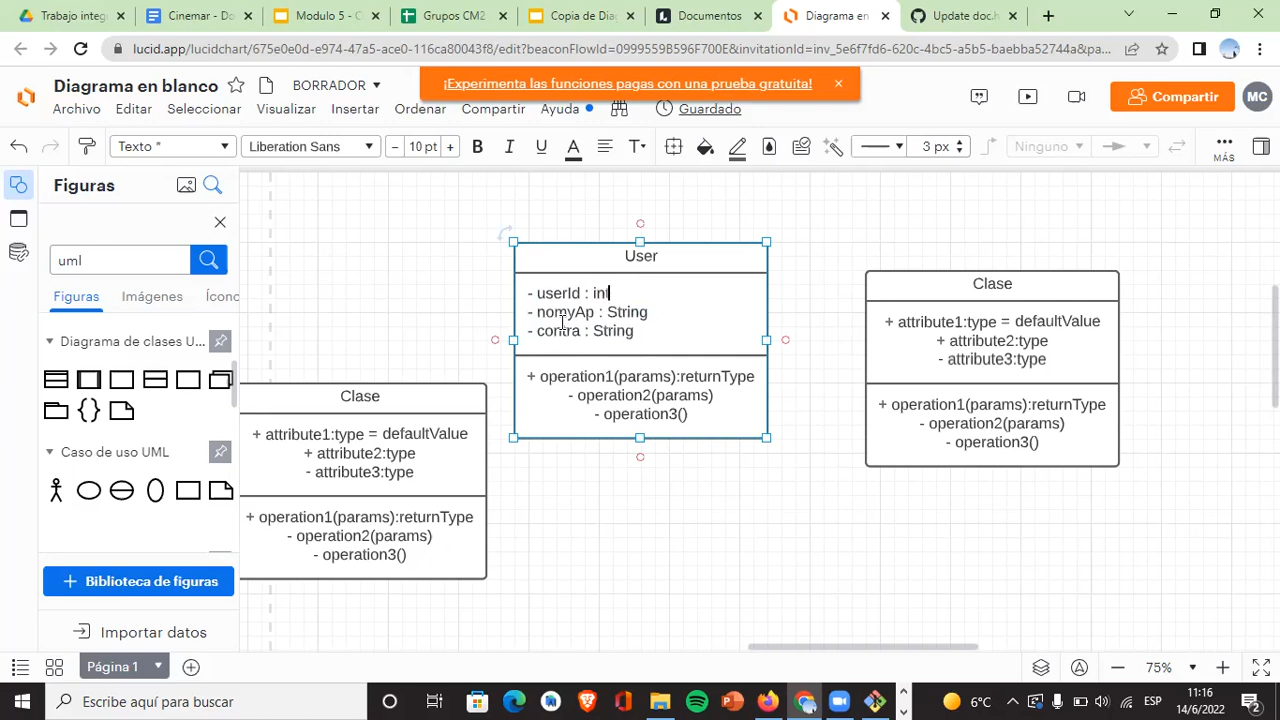 Trabajo integ
Cinemar - Do
Modulo 5 - C
Grupos CM2
Copia de Diag
Documentos
Diagrama en
Update doc.h
lucid.app/lucidchart/675e0e0d-e974-47a5-ace0-116ca80043f8/edit?beaconFlowId=0999559B596F700E&invitationId=inv_5e6f7fd6-620c-4bc5-a5b5-baebba52744a&pa...
Diagrama en blanco
BORRADOR
¡Experimenta las funciones pagas con una prueba gratuita!
Compartir
MC
Archivo
Editar
Seleccionar
Visualizar
Insertar
Ordenar
Compartir
Ayuda
Guardado
Texto *
Liberation Sans
10 pt
B
I
U
A
T
3 px
Ninguno
MÁS
Figuras
uml
Figuras
Imágenes
Ícono
Diagrama de clases U...
Caso de uso UML
Biblioteca de figuras
Importar datos
User
- userId : int
- nomyAp : String
- contra : String
+ operation1(params):returnType
- operation2(params)
- operation3()
Clase
+ attribute1:type = defaultValue
+ attribute2:type
- attribute3:type
+ operation1(params):returnType
- operation2(params)
- operation3()
Clase
+ attribute1:type = defaultValue
+ attribute2:type
- attribute3:type
+ operation1(params):returnType
- operation2(params)
- operation3()
Página 1
75%
Escribe aquí para buscar
6°C
ESP
11:16
14/6/2022
2